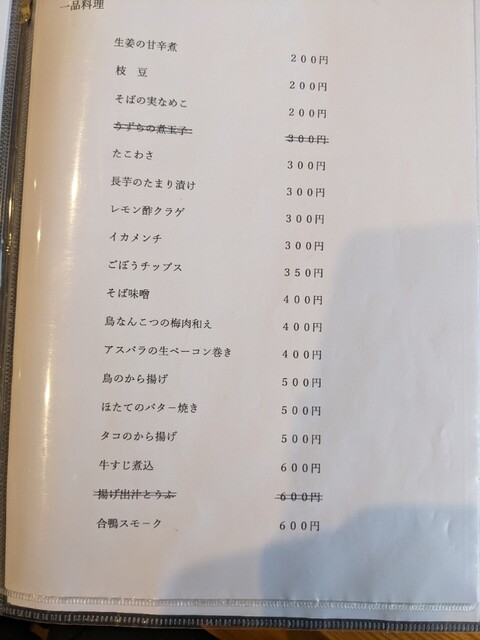 一品料理
生姜の甘辛煮 200円
枝 豆 200円
そばの実なめこ 200円
うずらの煮玉子 300円
たこわさ 300円
長芋のたまり漬け 300円
レモン酢クラゲ 300円
イカメンチ 300円
ごぼうチップス 350円
そば味噌 400円
鳥なんこつの梅肉和え 400円
アスパラの生ベーコン巻き 400円
鳥のから揚げ 500円
ほたてのバター焼き 500円
タコのから揚げ 500円
牛すじ煮込 600円
揚げ出汁とうふ 600円
合鴨スモーク 600円